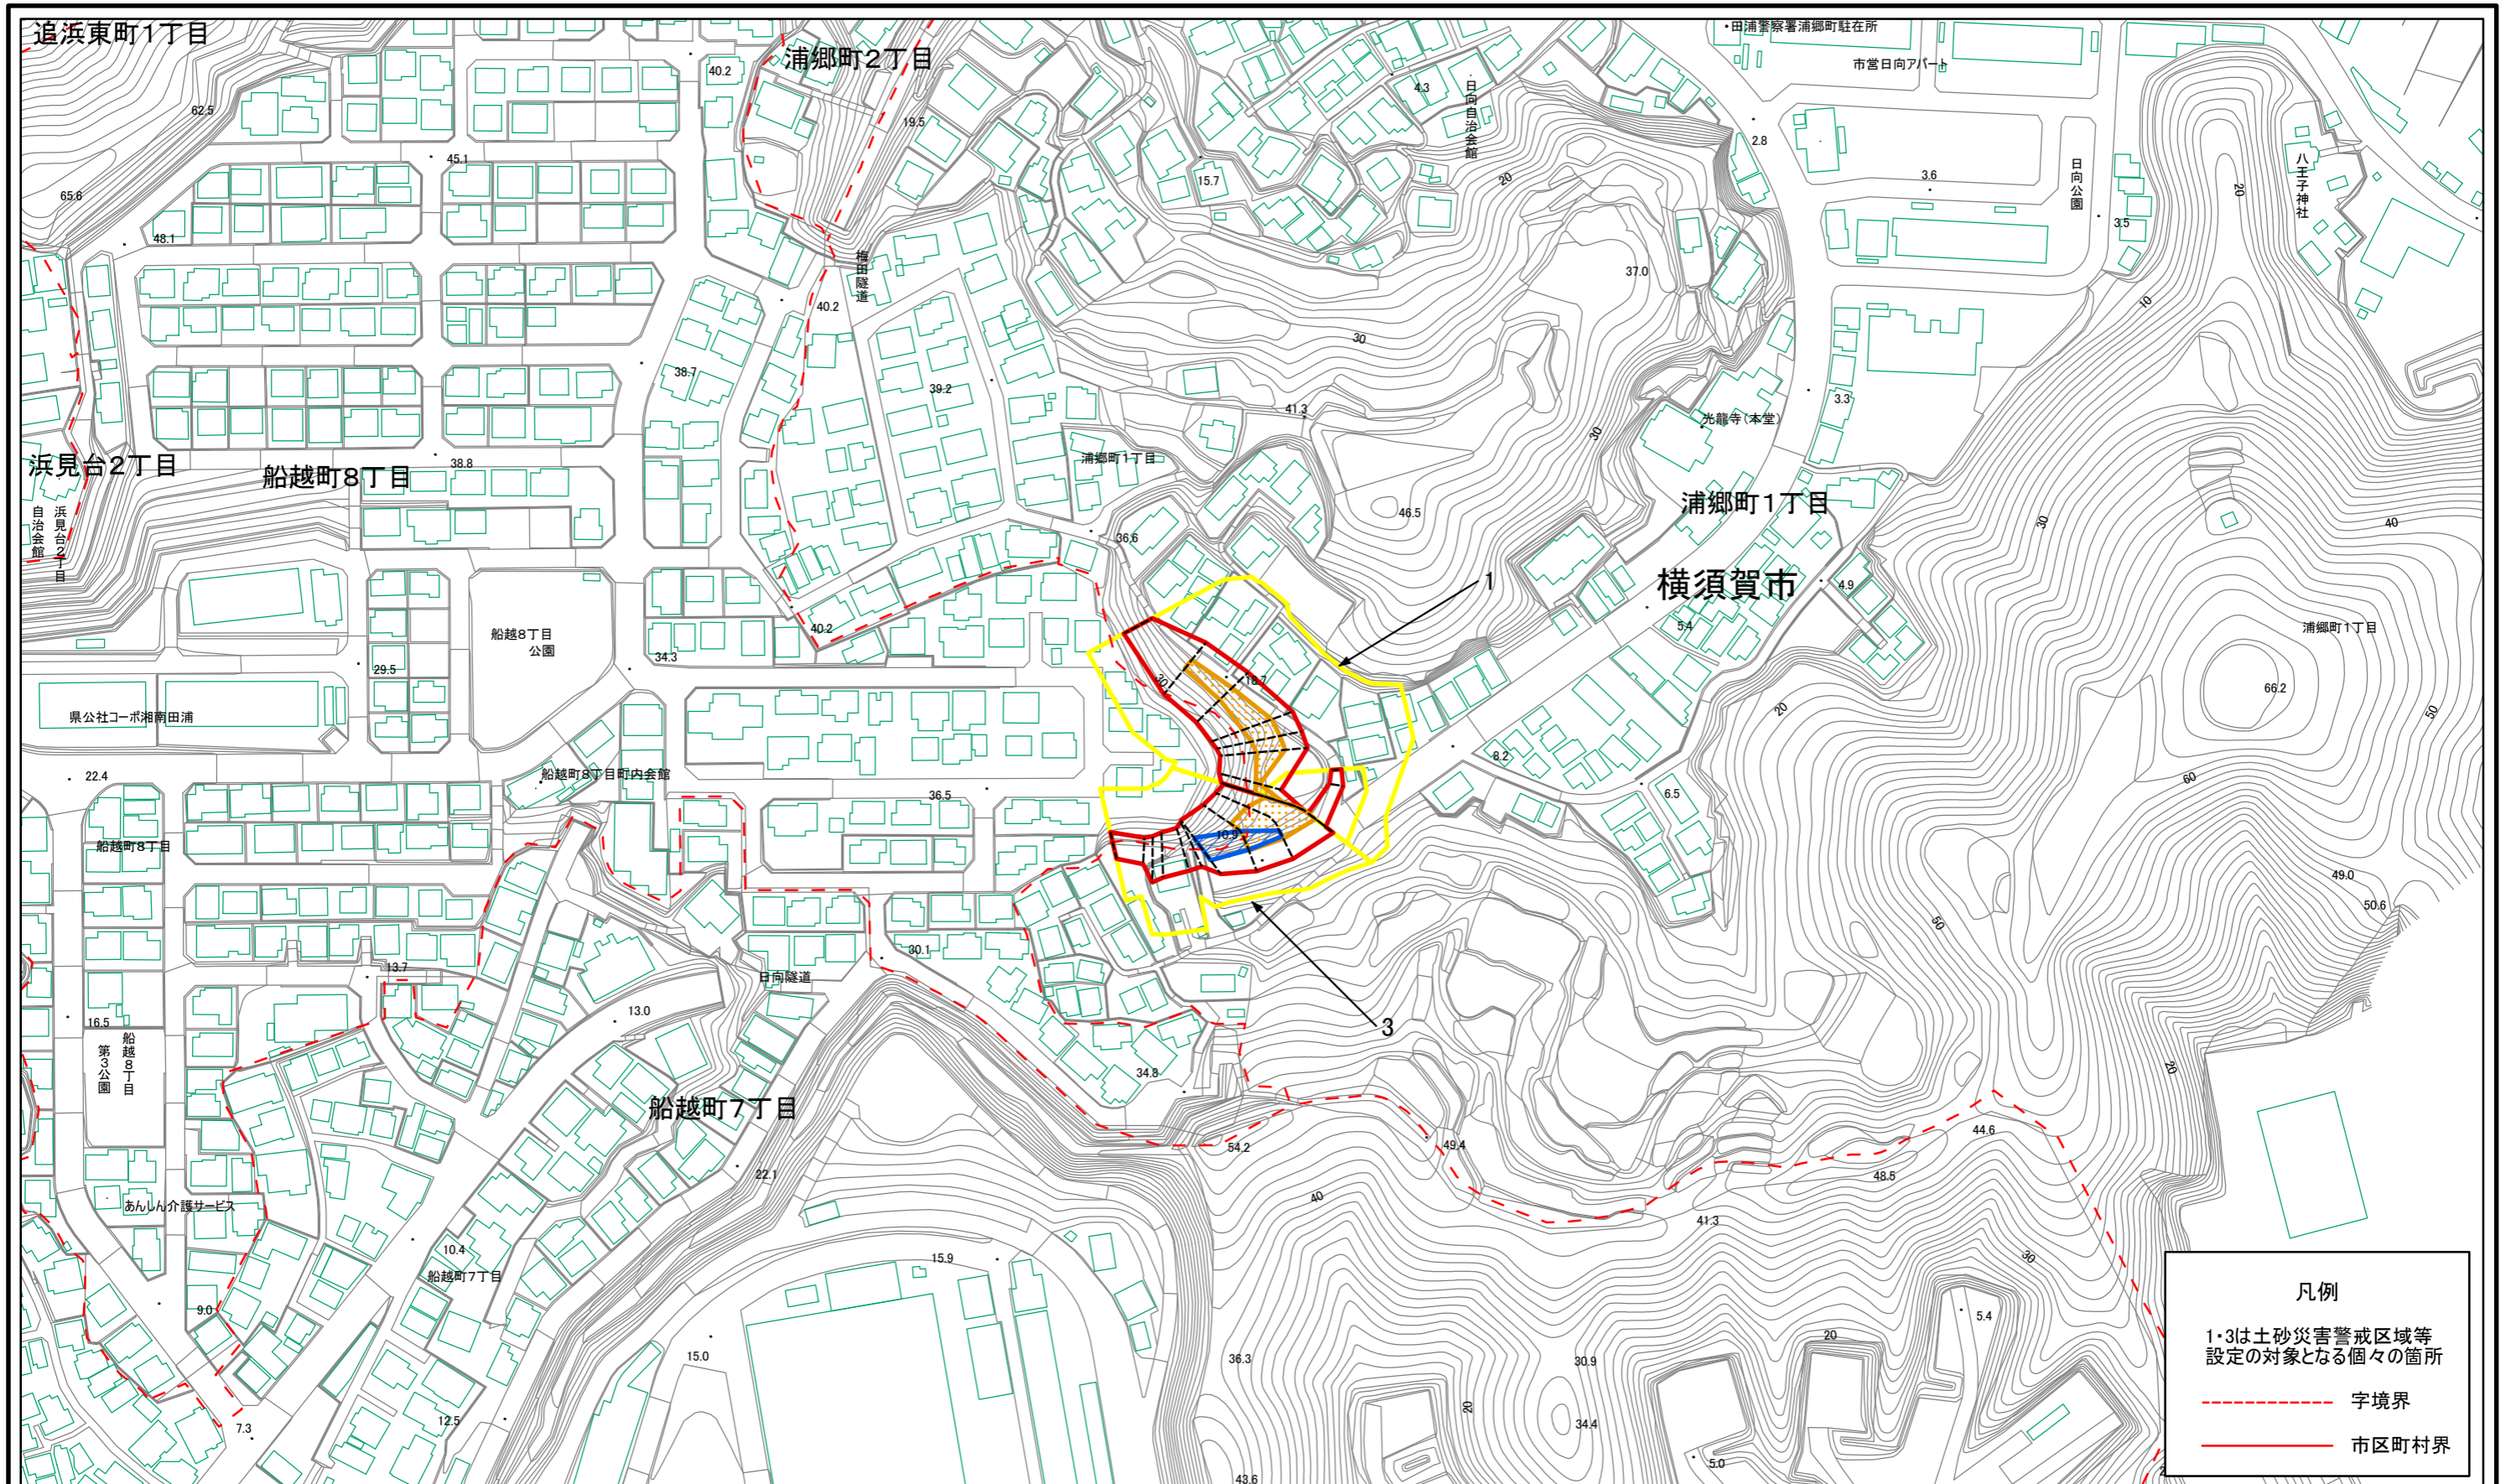 追浜東町1丁目
浦郷町2丁目
・田浦警察署浦郷町駐在所
市営日向アパート
日向自治会館
日向公園
八王子神社
40.2
62.5
19.5
4.3
2.8
45.1
15.7
20
3.6
20
65.6
3.5
48.1
37.0
梅田隧道
40.2
10
30
38.7
39.2
41.3
3.3
光龍寺(本堂)
30
浜見台2丁目
船越町8丁目
38.8
浦郷町1丁目
浦郷町1丁目
46.5
浜見台2丁目
自治会館
36.6
30
40
横須賀市
1
4.9
40.2
5.4
浦郷町1丁目
船越8丁目
公園
34.3
29.5
30
18.7
66.2
県公社コーポ湘南田浦
20
50
8.2
22.4
船越町8丁目町内会館
36.5
6.5
60
船越町8丁目
10.9
49.0
50.6
50
30.1
13.7
日向隧道
13.0
16.5
3
船越8丁目
第3公園
34.8
20
船越町7丁目
44.6
49.4
54.2
22.1
48.5
40
あんしん介護サービス
41.3
10.4
15.9
30
船越町7丁目
9.0
5.4
20
15.0
36.3
30.9
7.3
12.5
20
34.4
5.0
43.6
凡例
1・3は土砂災害警戒区域等
設定の対象となる個々の箇所
字境界
市区町村界